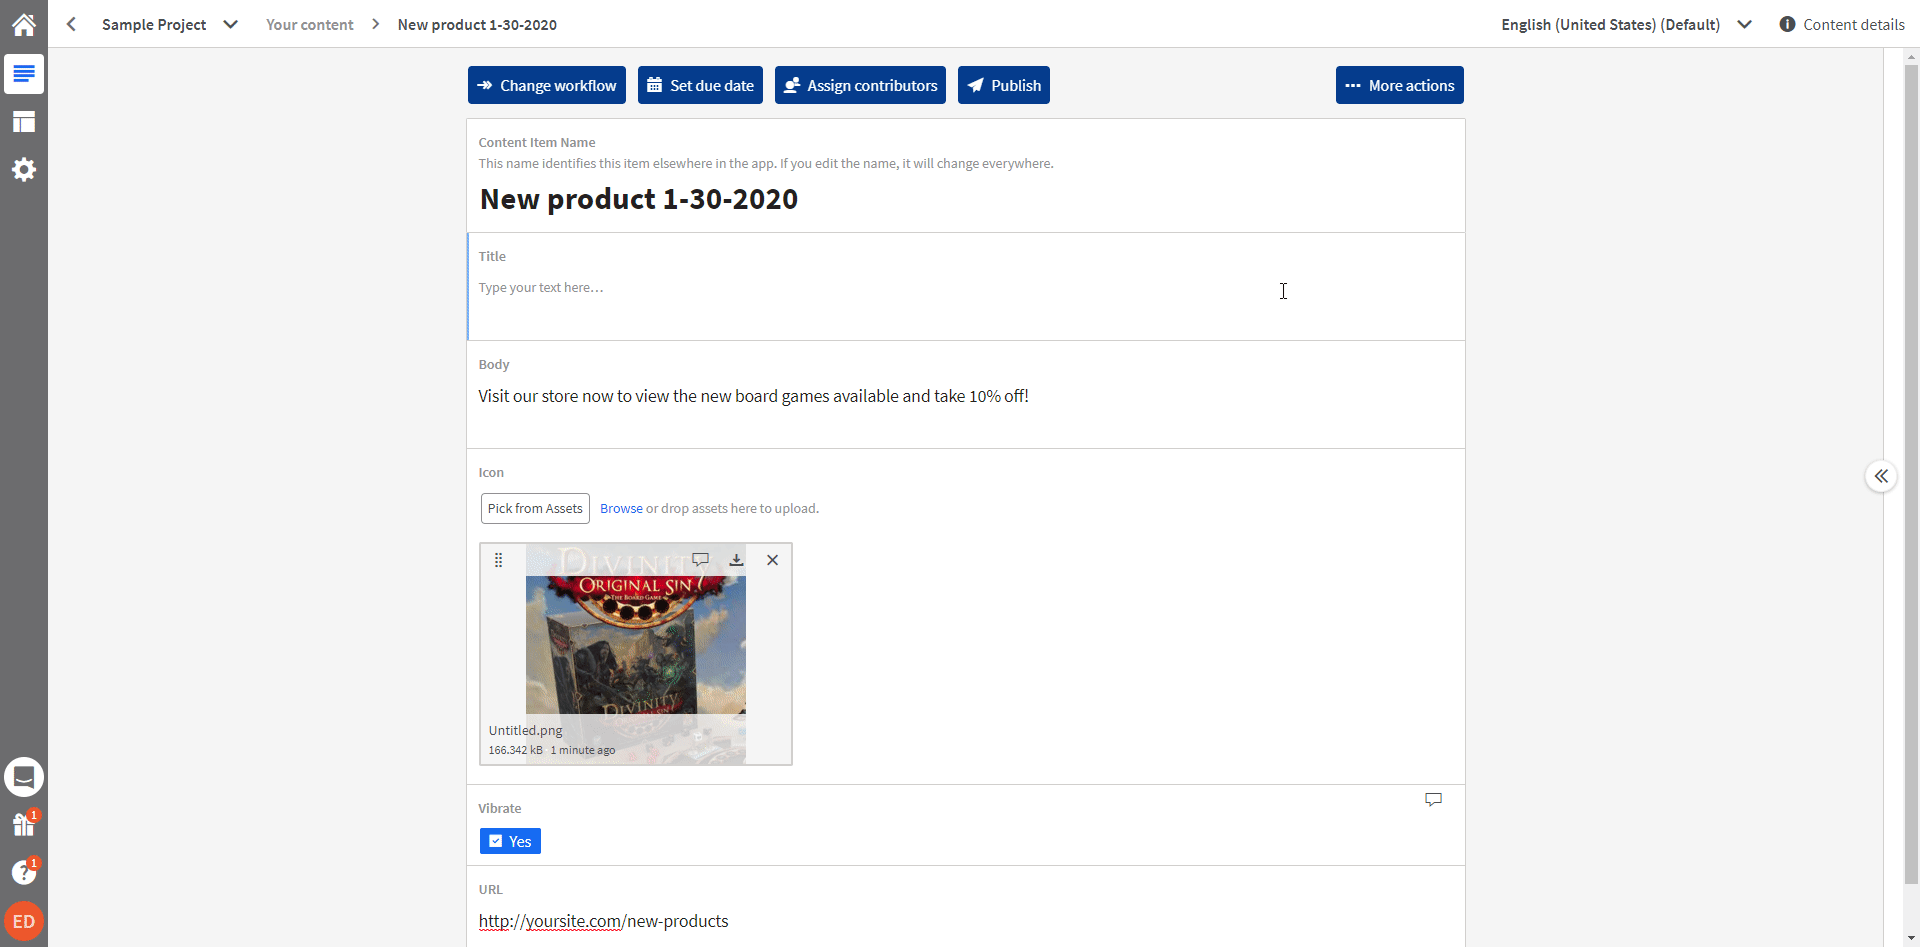 Sample Project
Your content
New product 1-30-2020
English (United States) (Default)
Content details
Change workflow
Set due date
Assign contributors
Publish
More actions
Content Item Name
This name identifies this item elsewhere in the app. If you edit the name, it will change everywhere.
New product 1-30-2020
Title
Type your text here…
Body
Visit our store now to view the new board games available and take 10% off!
Icon
Pick from Assets
Browse or drop assets here to upload.
DIVINITY
ORIGINAL SIN
THE BOARD GAME
DIVINITY
ORIGINAL SIN
Untitled.png
166.342 kB · 1 minute ago
Vibrate
Yes
1
1
ED
URL
http://yoursite.com/new-products